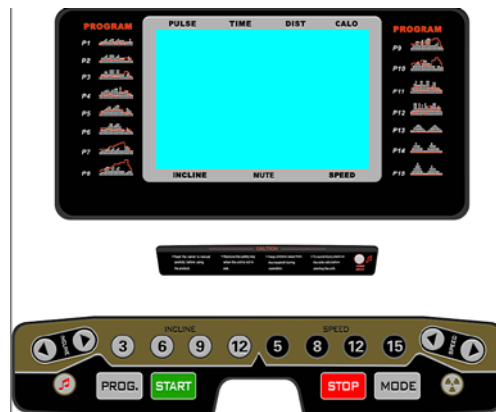 PROGRAM
PULSE TIME DIST CALO
PROGRAM
P1
P2
P3
P4
P5
P6
P7
P8
P9
P10
P11
P12
P13
P14
P15
INCLINE MUTE SPEED
CAUTION
INCLINE
INCLINE
3 6 9 12
SPEED
5 8 12 15
SPEED
PROG. START STOP MODE